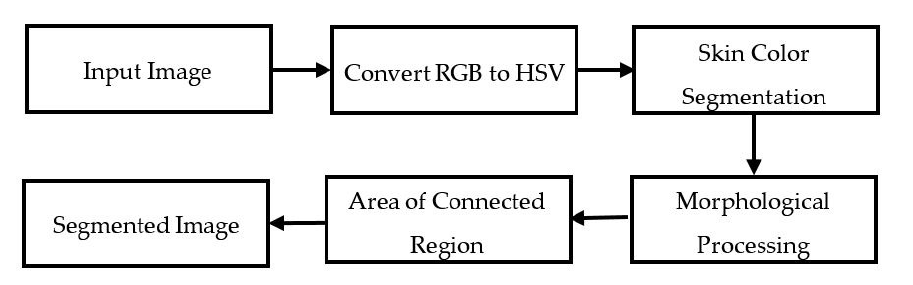 Input Image
Convert RGB to HSV
Skin Color
Segmentation
Segmented Image
Area of Connected
Region
Morphological
Processing